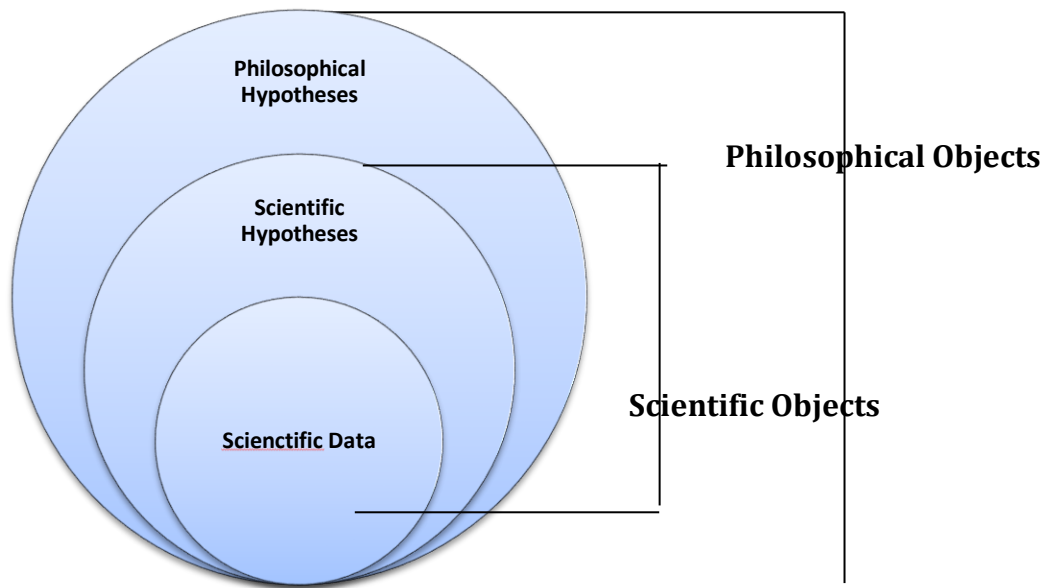 Philosophical
Hypotheses
Philosophical Objects
Scientific
Hypotheses
Scientific Objects
Scienctific Data